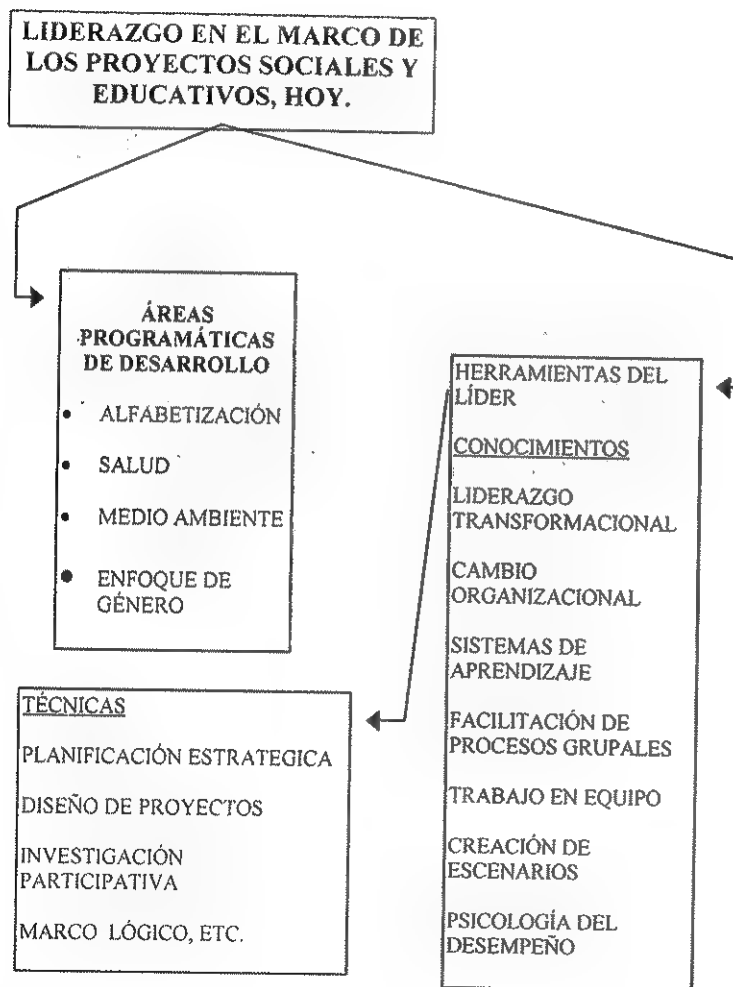 LIDERAZGO EN EL MARCO DE
LOS PROYECTOS SOCIALES Y
EDUCATIVOS, HOY.
ÁREAS
PROGRAMÁTICAS
DE DESARROLLO
• ALFABETIZACIÓN
• SALUD
• MEDIO AMBIENTE
• ENFOQUE DE
GÉNERO
HERRAMIENTAS DEL
LÍDER
CONOCIMIENTOS
LIDERAZGO
TRANSFORMACIONAL
CAMBIO
ORGANIZACIONAL
SISTEMAS DE
APRENDIZAJE
FACILITACIÓN DE
PROCESOS GRUPALES
TRABAJO EN EQUIPO
CREACIÓN DE
ESCENARIOS
PSICOLOGÍA DEL
DESEMPEÑO
TÉCNICAS
PLANIFICACIÓN ESTRATEGICA
DISEÑO DE PROYECTOS
INVESTIGACIÓN
PARTICIPATIVA
MARCO LÓGICO, ETC.